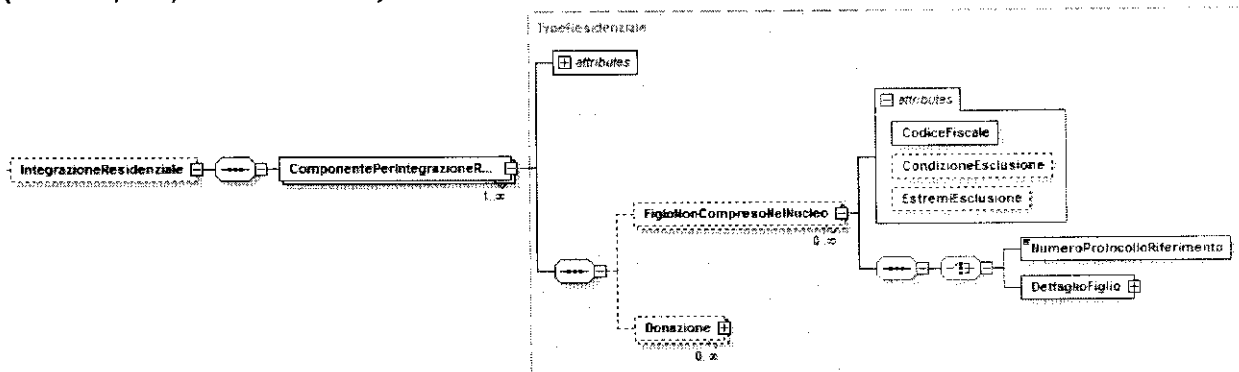 TypeResidenziale
attributes
attributes
CodiceFiscale
CondizioneEsclusione
EstremiEsclusione
IntegrazioneResidenziale
ComponentePerIntegrazioneR...
1..∞
FiglioNonCompresoNelNucleo
0..∞
NumeroProtocolloRiferimento
DettaglioFiglio
Donazione
0..∞